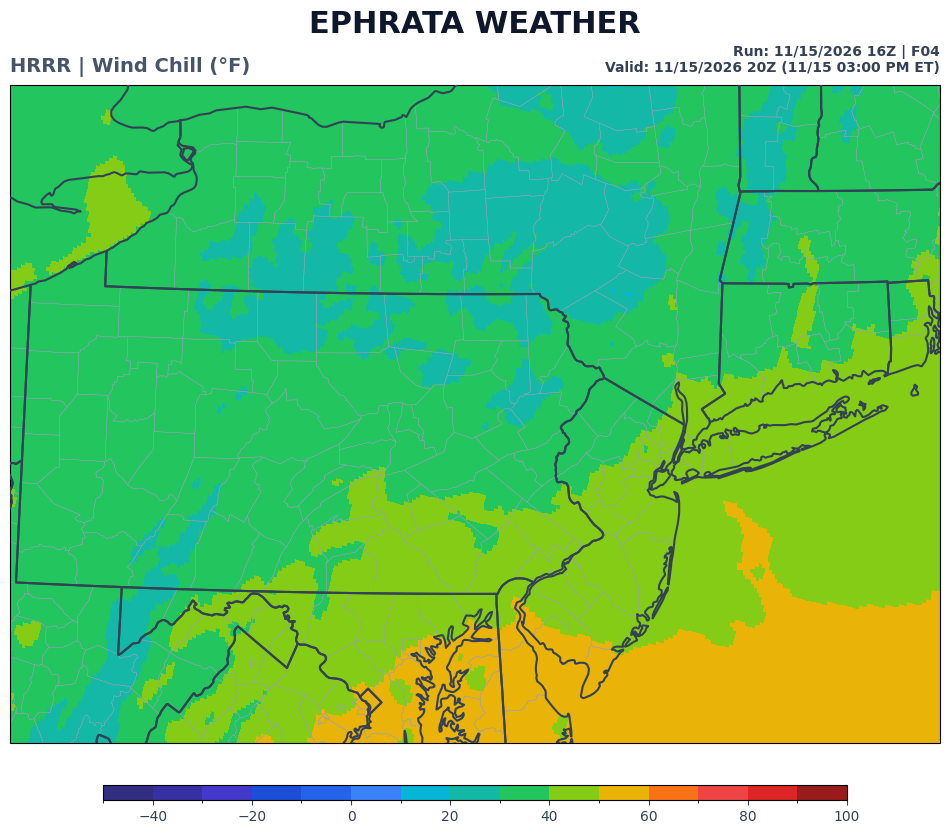 EPHRATA WEATHER
HRRR | Wind Chill (°F)
Run: 11/15/2026 16Z | F04
Valid: 11/15/2026 20Z (11/15 03:00 PM ET)
−40 −20 0 20 40 60 80 100